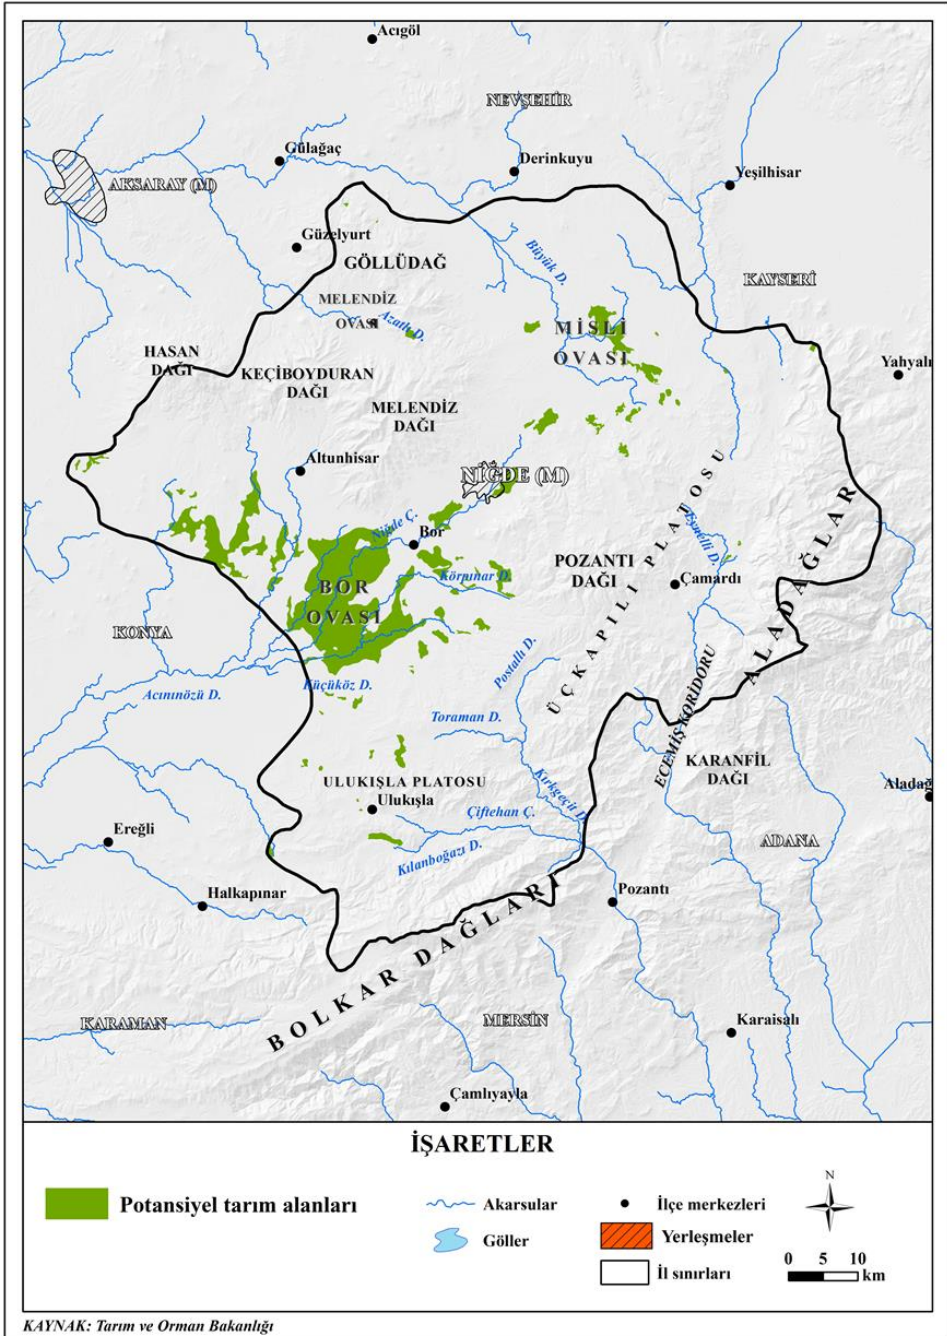 Acıgöl
NEVŞEHİR
Gülağaç
Derinkuyu
Yeşilhisar
AKSARAY (M)
Güzelyurt
Büyük D.
GÖLLÜDAĞ
KAYSERİ
MELENDİZ
OVASI
Azatlı D.
MİSLİ
OVASI
HASAN
DAĞI
Yahyalı
KEÇİBOYDURAN
DAĞI
MELENDİZ
DAĞI
Altunhisar
NİĞDE (M)
ÜÇKAPILI PLATOSU
ALADAĞLAR
Niğde Ç.
Bor
Eynelli D.
POZANTI
DAĞI
Körpınar D.
Çamardı
BOR
OVASI
KONYA
Postallı D.
Küçüköz D.
Acınınözü D.
Toraman D.
ECEMİŞ KORİDORU
KARANFİL
DAĞI
ULUKIŞLA PLATOSU
Ulukışla
Kırkgeçit D.
Aladağ
Çiftehan Ç.
Ereğli
ADANA
Kılanboğazı D.
Halkapınar
Pozantı
BOLKAR DAĞLARI
KARAMAN
MERSİN
Karaisalı
Çamlıyayla
İŞARETLER
Potansiyel tarım alanları
Akarsular
Göller
İlçe merkezleri
Yerleşmeler
İl sınırları
N
0 5 10
km
KAYNAK: Tarım ve Orman Bakanlığı